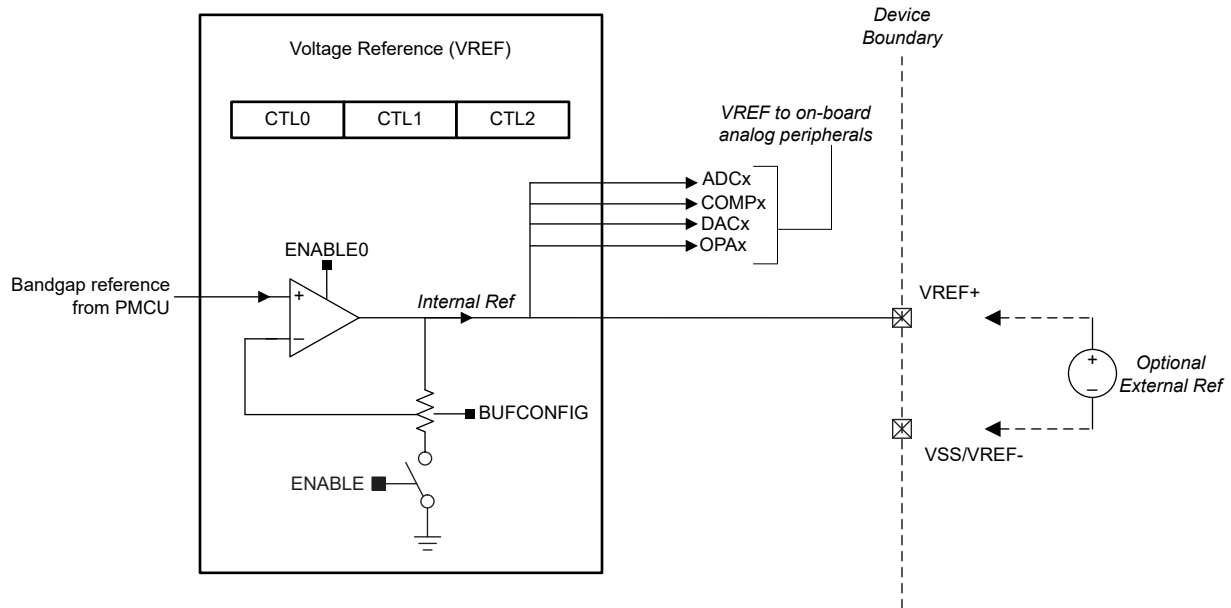 Device
Boundary
Voltage Reference (VREF)
CTL0 CTL1 CTL2
VREF to on-board
analog peripherals
ADCx
COMPx
DACx
OPAx
ENABLE0
Bandgap reference
from PMCU
+
−
Internal Ref
VREF+
BUFCONFIG
+
−
Optional
External Ref
VSS/VREF-
ENABLE